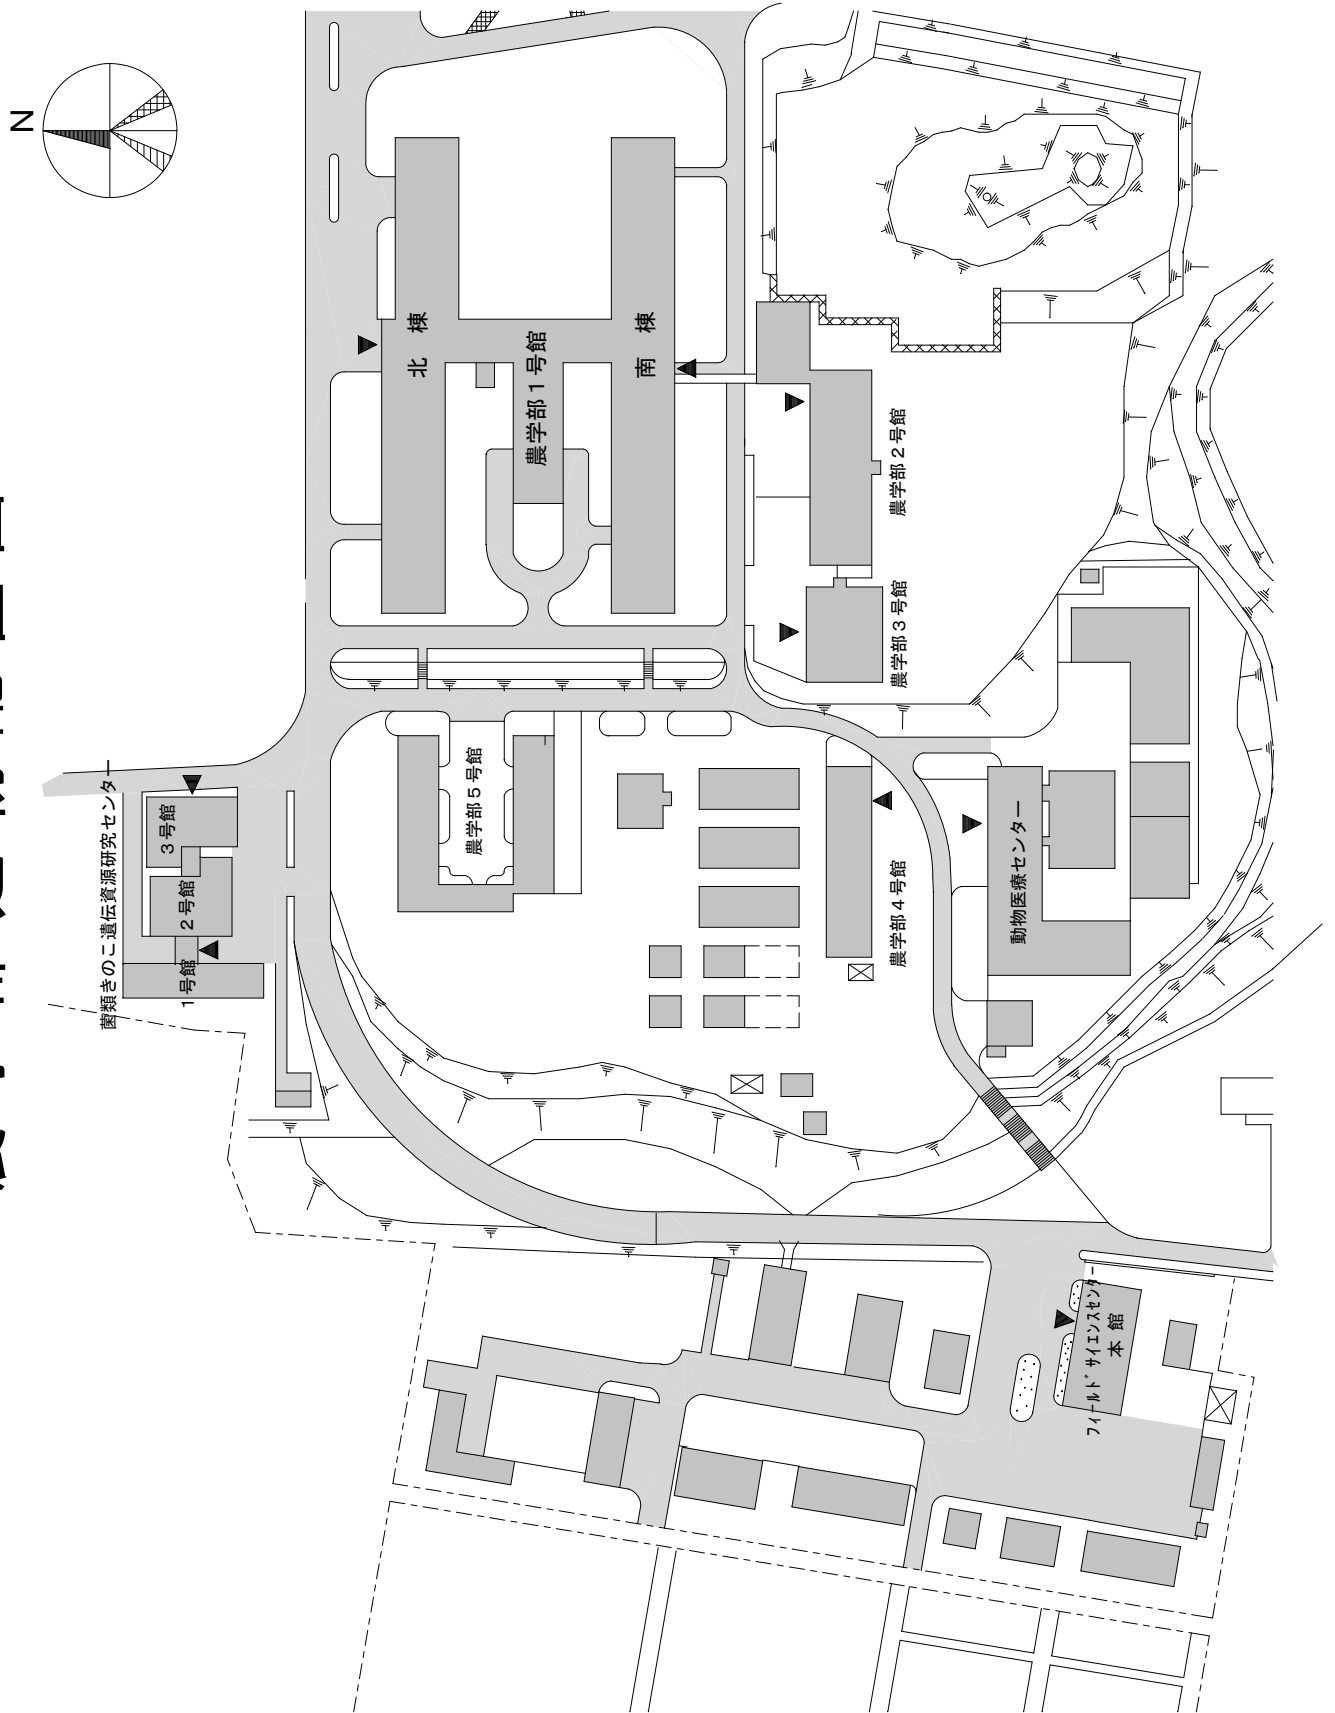 N
菌類きのこ遺伝資源研究センター
3号館
2号館
1号館
北棟
農学部1号館
南棟
農学部2号館
農学部3号館
農学部5号館
農学部4号館
動物医療センター
フィールドサイエンスセンター
本館